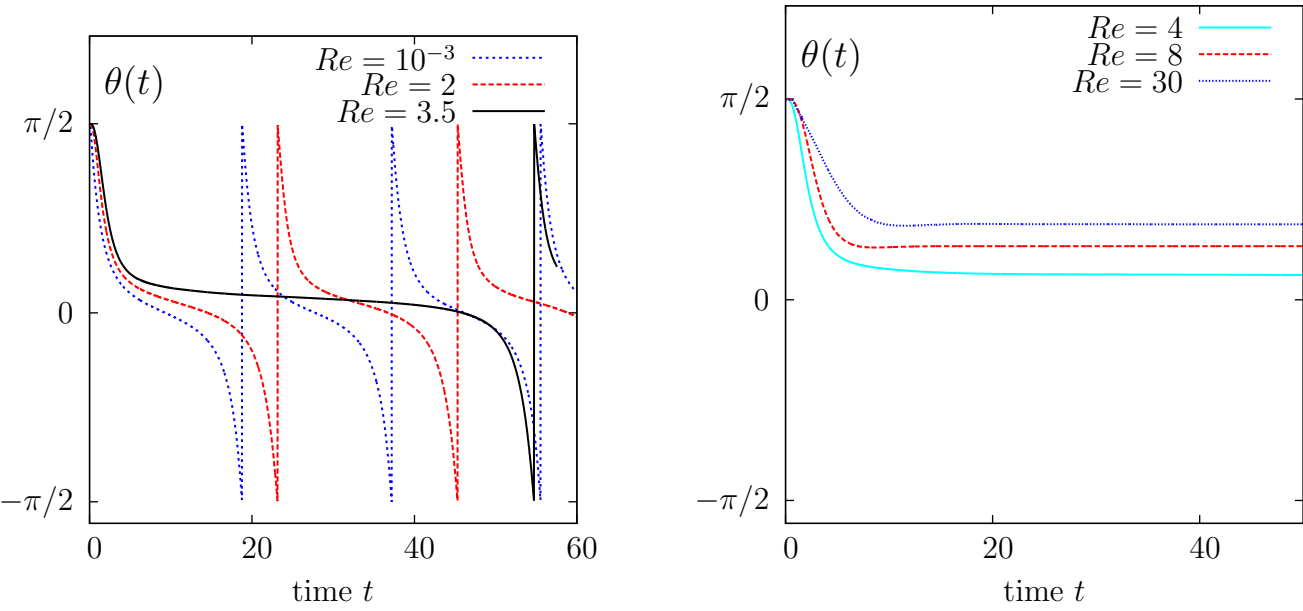 θ(t)
Re = 10⁻³
Re = 2
Re = 3.5
π/2
0
−π/2
0 20 40 60
time t
θ(t)
Re = 4
Re = 8
Re = 30
π/2
0
−π/2
0 20 40
time t